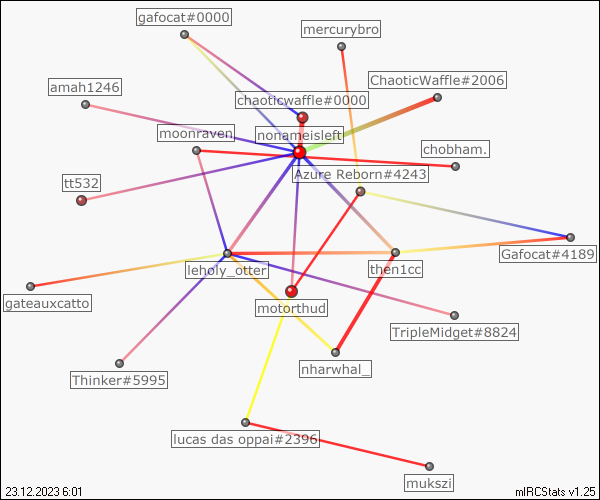 gafocat#0000
mercurybro
ChaoticWaffle#2006
amah1246
chaoticwaffle#0000
moonraven
nonameisleft
chobham.
Azure Reborn#4243
tt532
Gafocat#4189
leholy_otter
then1cc
gateauxcatto
motorthud
TripleMidget#8824
nharwhal_
Thinker#5995
lucas das oppai#2396
mukszi
23.12.2023 6:01
mIRCStats v1.25